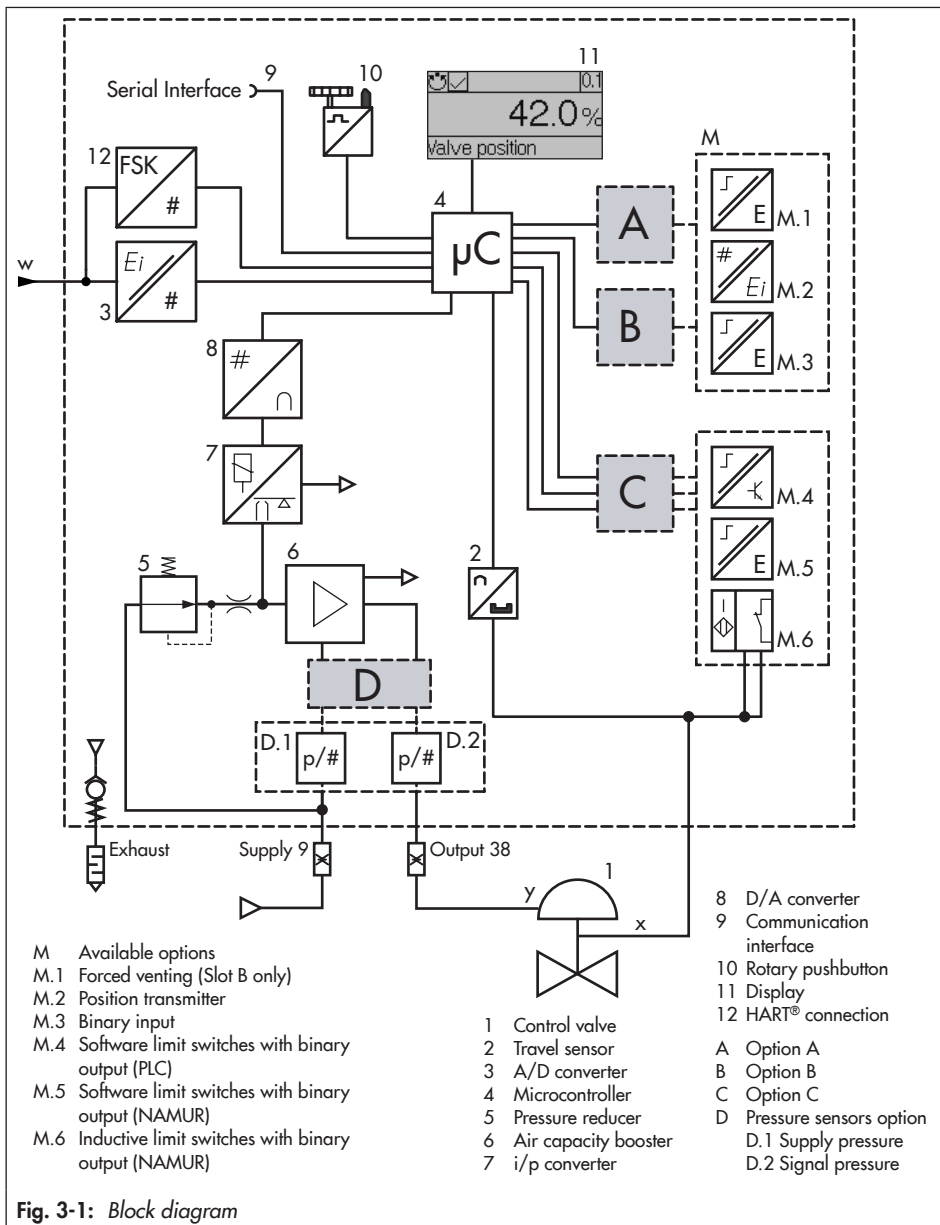 11
9
10
Serial Interface
0.1
42.0%
Valve position
M
12
FSK
#
4
µC
A
E
M.1
w
Ei
#
3
#
Ei
M.2
B
E
M.3
8
#
7
C
M.4
5
6
2
E
M.5
M.6
D
D.1
p/#
D.2
p/#
Exhaust
Supply 9
Output 38
1
y
x
M Available options
M.1 Forced venting (Slot B only)
M.2 Position transmitter
M.3 Binary input
M.4 Software limit switches with binary
output (PLC)
M.5 Software limit switches with binary
output (NAMUR)
M.6 Inductive limit switches with binary
output (NAMUR)
1 Control valve
2 Travel sensor
3 A/D converter
4 Microcontroller
5 Pressure reducer
6 Air capacity booster
7 i/p converter
8 D/A converter
9 Communication
interface
10 Rotary pushbutton
11 Display
12 HART® connection
A Option A
B Option B
C Option C
D Pressure sensors option
D.1 Supply pressure
D.2 Signal pressure
Fig. 3-1: Block diagram